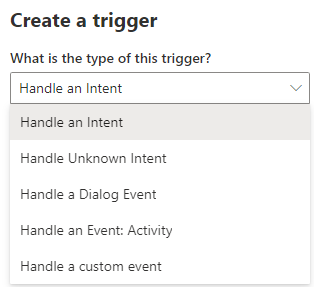 Create a trigger
What is the type of this trigger?
Handle an Intent
Handle an Intent
Handle Unknown Intent
Handle a Dialog Event
Handle an Event: Activity
Handle a custom event